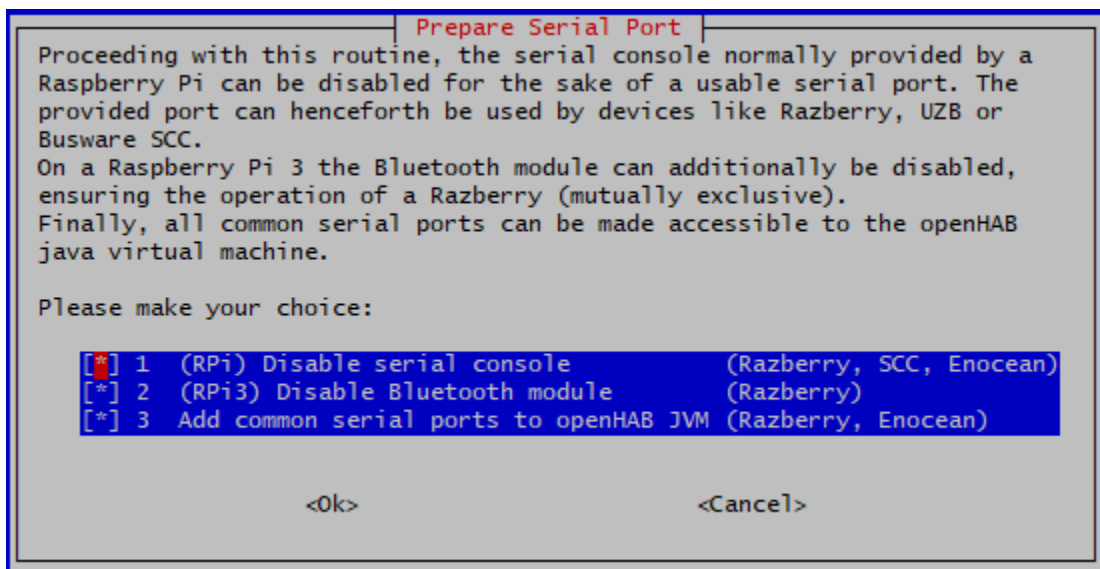 Prepare Serial Port
Proceeding with this routine, the serial console normally provided by a
Raspberry Pi can be disabled for the sake of a usable serial port. The
provided port can henceforth be used by devices like Razberry, UZB or
Busware SCC.
On a Raspberry Pi 3 the Bluetooth module can additionally be disabled,
ensuring the operation of a Razberry (mutually exclusive).
Finally, all common serial ports can be made accessible to the openHAB
java virtual machine.
Please make your choice:
[*] 1 (RPi) Disable serial console (Razberry, SCC, Enocean)
[*] 2 (RPi3) Disable Bluetooth module (Razberry)
[*] 3 Add common serial ports to openHAB JVM (Razberry, Enocean)
<Ok> <Cancel>